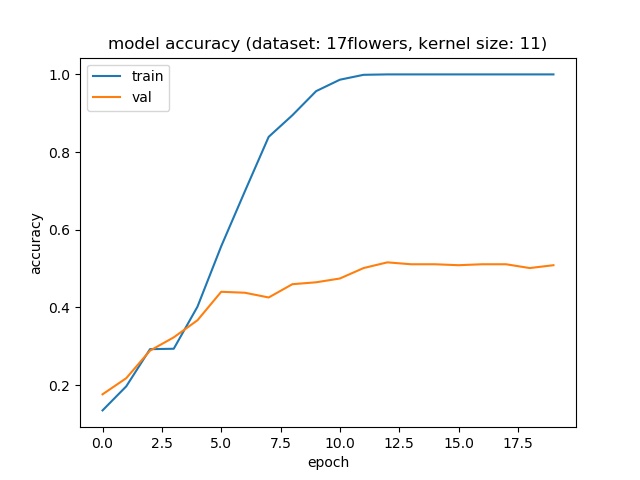 model accuracy (dataset: 17flowers, kernel size: 11)
train
val
1.0
0.8
0.6
0.4
0.2
accuracy
0.0 2.5 5.0 7.5 10.0 12.5 15.0 17.5
epoch